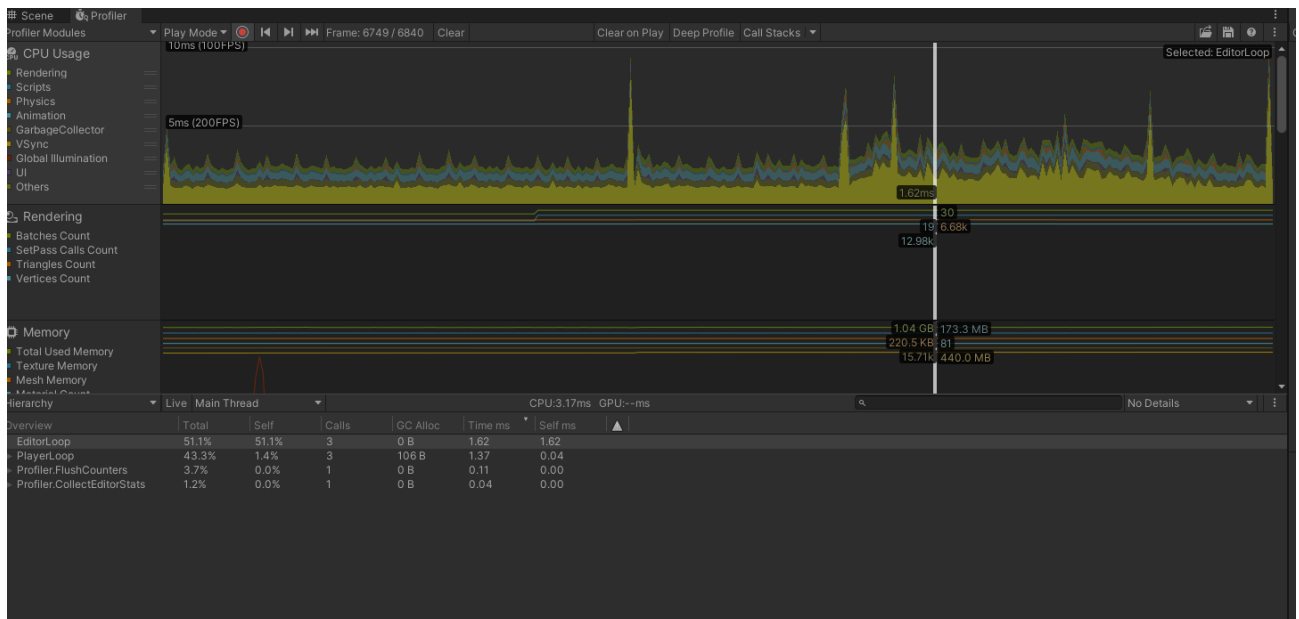 Scene Profiler
Profiler Modules Play Mode Frame: 6749 / 6840 Clear Clear on Play Deep Profile Call Stacks
CPU Usage
10ms (100FPS)
Selected: EditorLoop
Rendering
Scripts
Physics
Animation
5ms (200FPS)
GarbageCollector
VSync
Global Illumination
UI
Others
1.62ms
Rendering
30
Batches Count
19 6.68k
SetPass Calls Count
12.98k
Triangles Count
Vertices Count
Memory
1.04 GB 173.3 MB
220.5 KB 81
Total Used Memory
15.71k 440.0 MB
Texture Memory
Mesh Memory
Material Count
Hierarchy Live Main Thread CPU:3.17ms GPU:--ms No Details
Overview Total Self Calls GC Alloc Time ms Self ms
EditorLoop 51.1% 51.1% 3 0 B 1.62 1.62
PlayerLoop 43.3% 1.4% 3 106 B 1.37 0.04
Profiler.FlushCounters 3.7% 0.0% 1 0 B 0.11 0.00
Profiler.CollectEditorStats 1.2% 0.0% 1 0 B 0.04 0.00